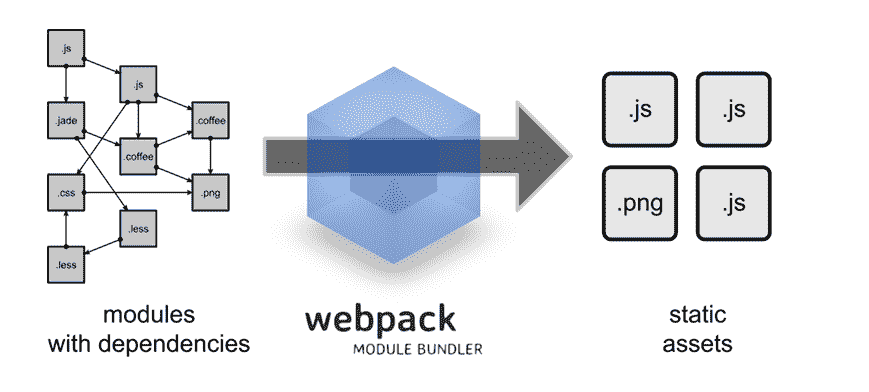 .js
.js
.jade
.coffee
.coffee
.css
.png
.less
.less
modules
with dependencies
webpack
MODULE BUNDLER
.js
.js
.png
.js
static
assets